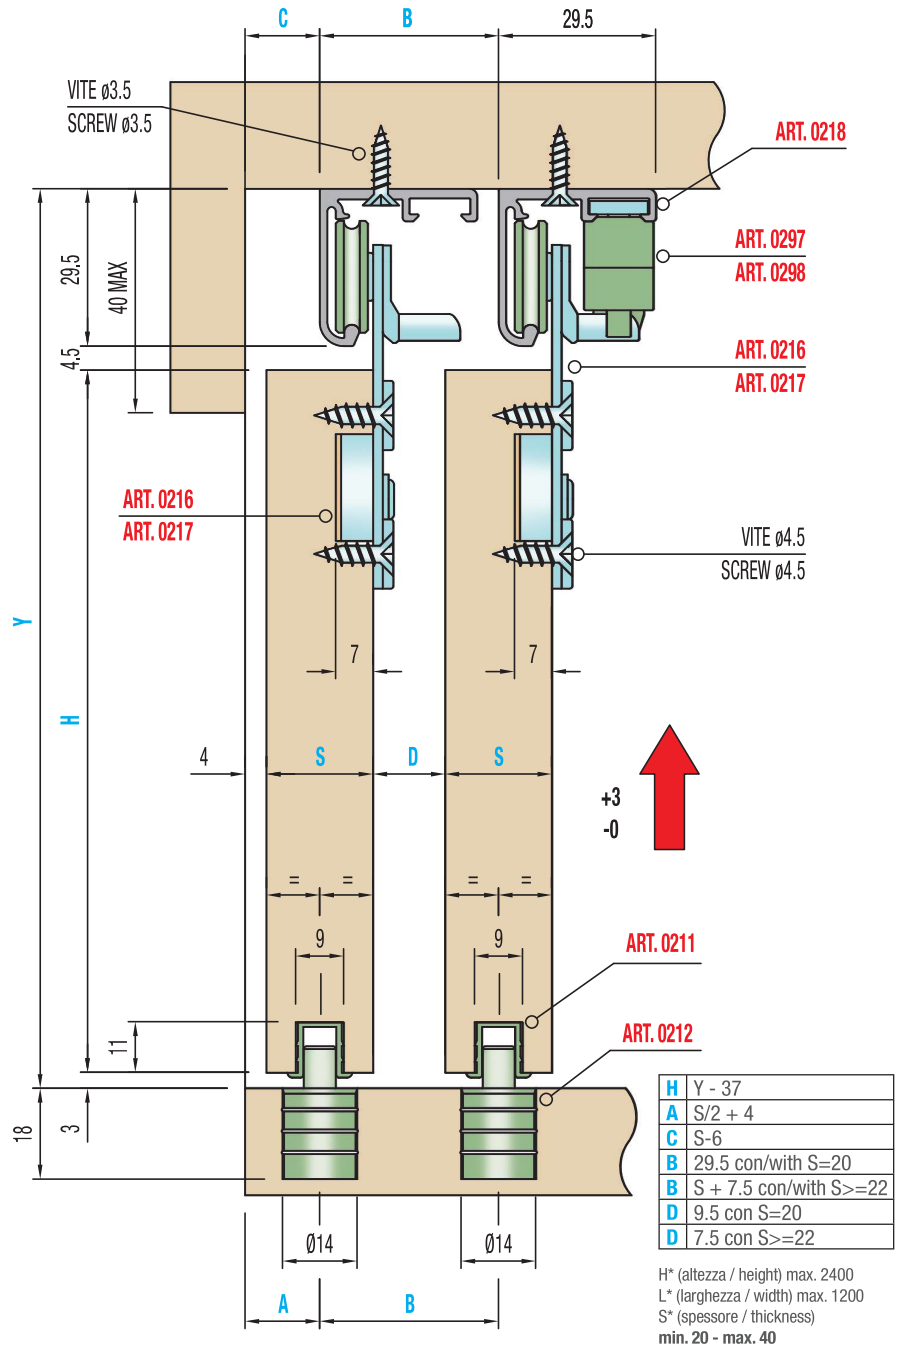 C
B
29.5
VITE ø3.5
SCREW ø3.5
ART. 0218
ART. 0297
ART. 0298
29,5
40 MAX
4,5
ART. 0216
ART. 0217
ART. 0216
ART. 0217
VITE ø4.5
SCREW ø4.5
Y
H
7
7
4
S
D
S
+3
-0
=
=
=
=
9
9
ART. 0211
11
ART. 0212
18
3
Ø14
Ø14
A
B
H Y - 37
A S/2 + 4
C S-6
B 29.5 con/with S=20
B S + 7.5 con/with S>=22
D 9.5 con S=20
D 7.5 con S>=22
H* (altezza / height) max. 2400
L* (larghezza / width) max. 1200
S* (spessore / thickness)
min. 20 - max. 40